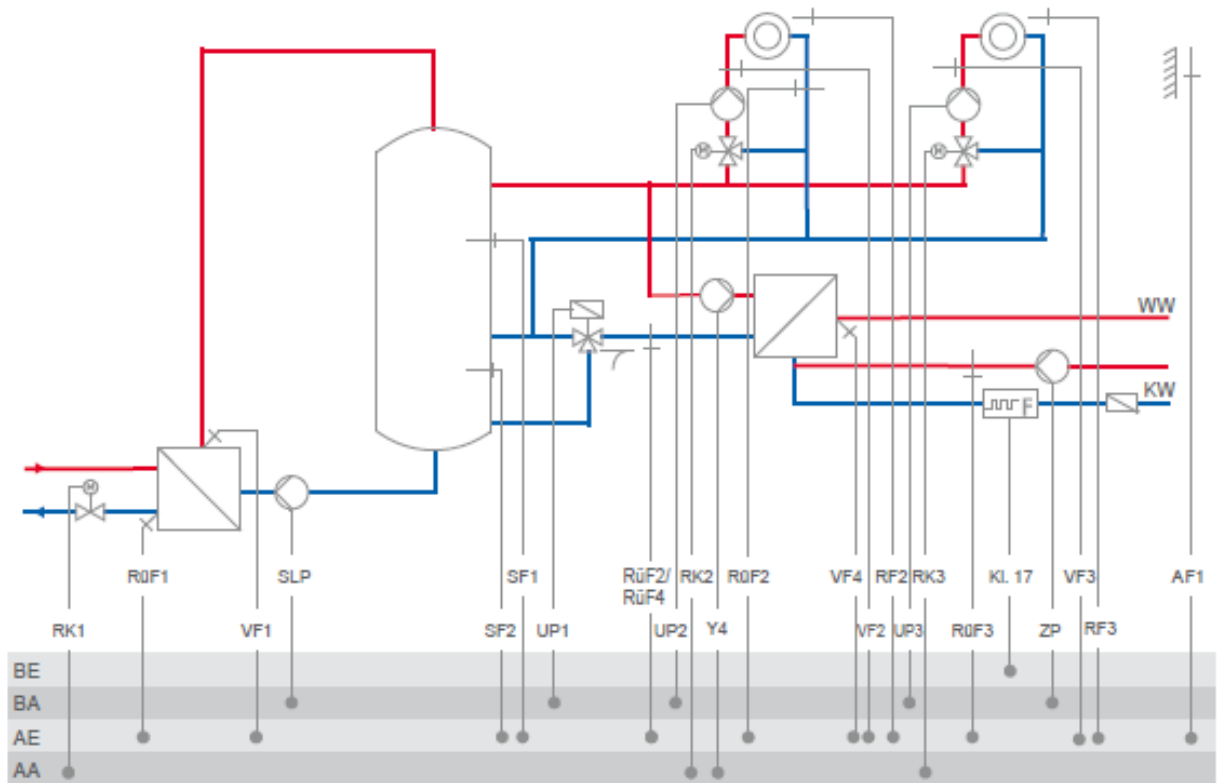 M
M
WW
F
KW
M
RüF1
SLP
SF1
RüF2/
RüF4
RK2
RüF2
VF4
RF2
RK3
Kl. 17
VF3
AF1
RK1
VF1
SF2
UP1
UP2
Y4
VF2
UP3
RüF3
ZP
RF3
BE
BA
AE
AA